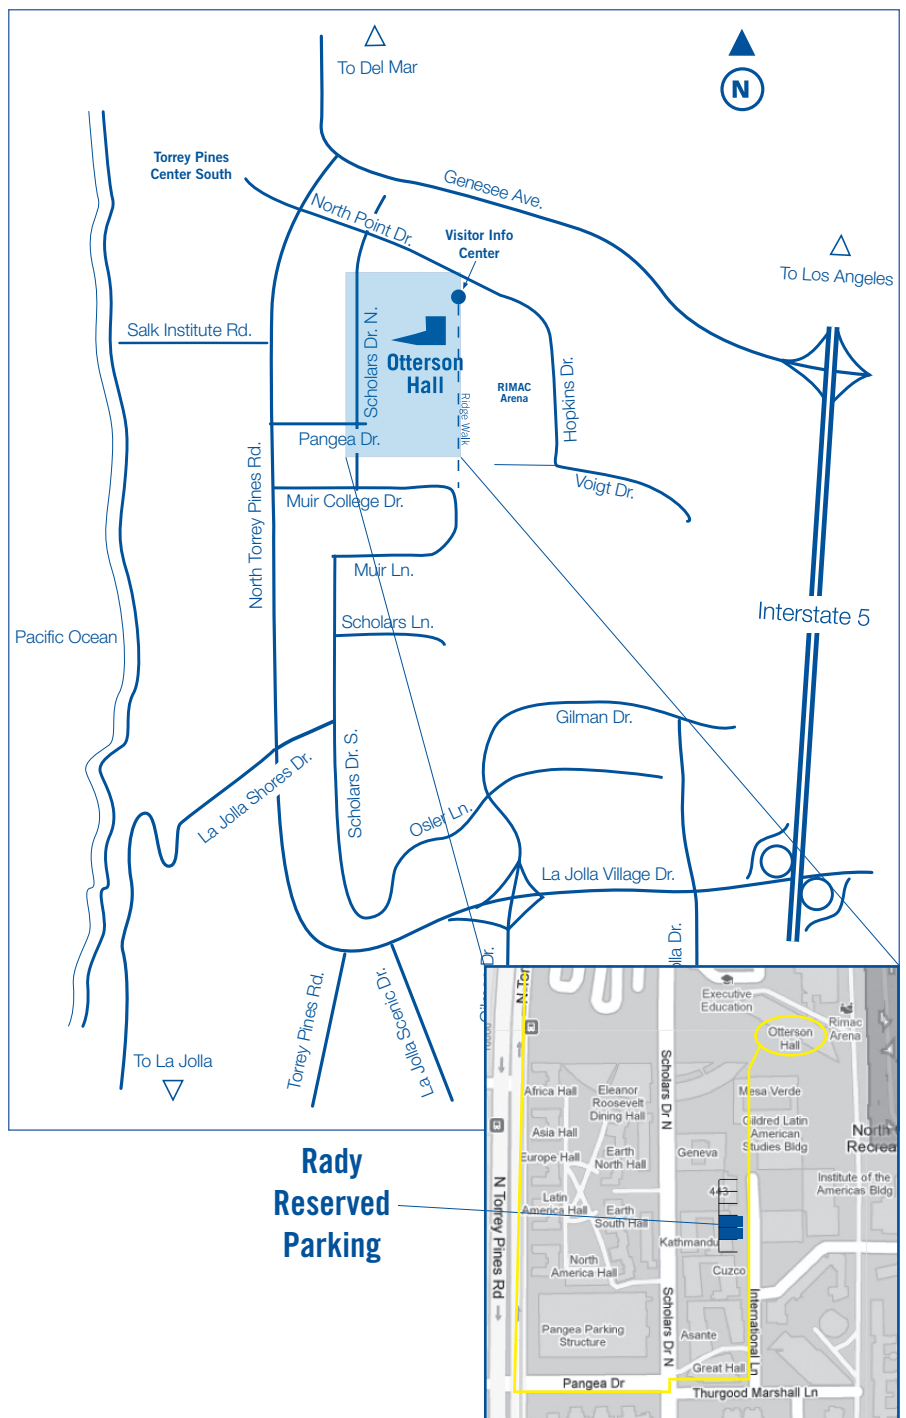 To Del Mar
N
Torrey Pines
Center South
Genesee Ave.
North Point Dr.
Visitor Info
Center
To Los Angeles
Salk Institute Rd.
Scholars Dr. N.
Otterson
Hall
RIMAC
Arena
Ridge Walk
Hopkins Dr.
Pangea Dr.
North Torrey Pines Rd.
Muir College Dr.
Voigt Dr.
Muir Ln.
Interstate 5
Scholars Ln.
Pacific Ocean
Gilman Dr.
Scholars Dr. S.
La Jolla Shores Dr.
Osler Ln.
La Jolla Village Dr.
olla Dr.
Dr.
Torrey Pines Rd.
La Jolla Scenic Dr.
To La Jolla
N Tor
Executive
Education
Otterson
Hall
Rimac
Arena
Scholars Dr N
Africa Hall
Eleanor
Roosevelt
Dining Hall
Mesa Verde
Asia Hall
Gildred Latin
American
Studies Bldg
North
Recrea
Europe Hall
Earth
North Hall
Geneva
Institute of the
Americas Bldg
Latin
America Hall
Earth
South Hall
Kathmandu
North
America Hall
Cuzco
N Torrey Pines Rd
Scholars Dr N
International Ln
Pangea Parking
Structure
Asante
Great Hall
Pangea Dr
Thurgood Marshall Ln
Rady
Reserved
Parking